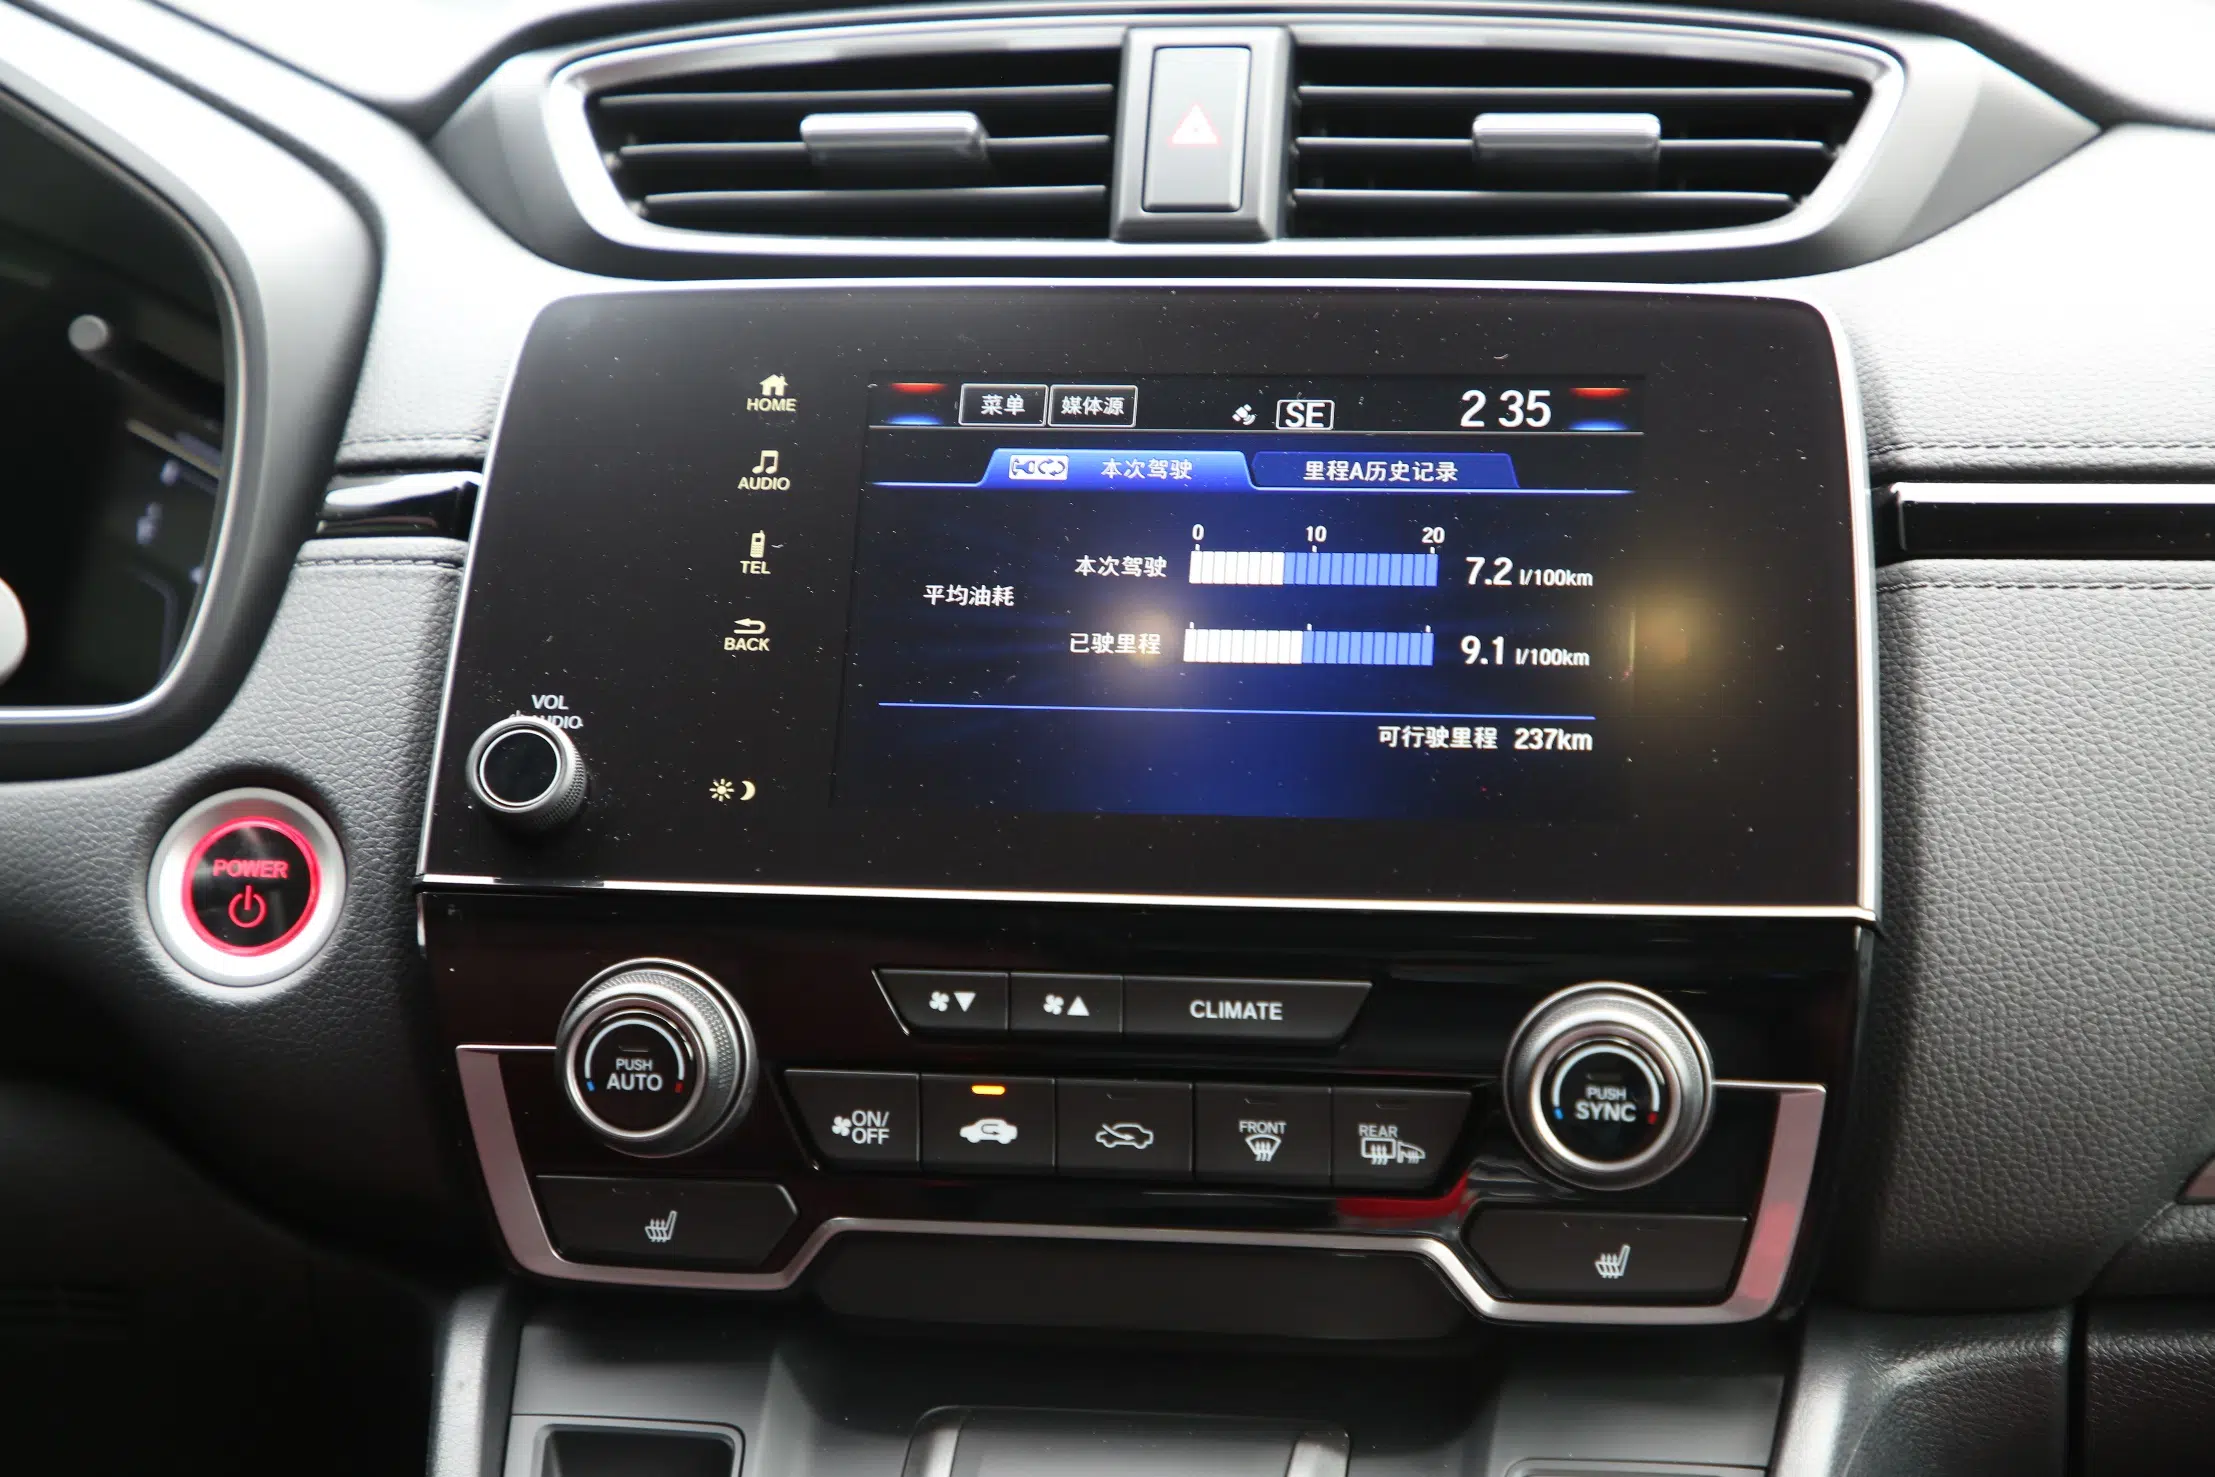 HOME
菜单 媒体源 SE 2 35
AUDIO
本次驾驶 里程A历史记录
0 10 20
TEL
本次驾驶 7.2 l/100km
平均油耗
BACK
已驶里程 9.1 l/100km
VOL
AUDIO
可行驶里程 237km
POWER
CLIMATE
PUSH
AUTO
PUSH
SYNC
ON/
OFF
FRONT
REAR